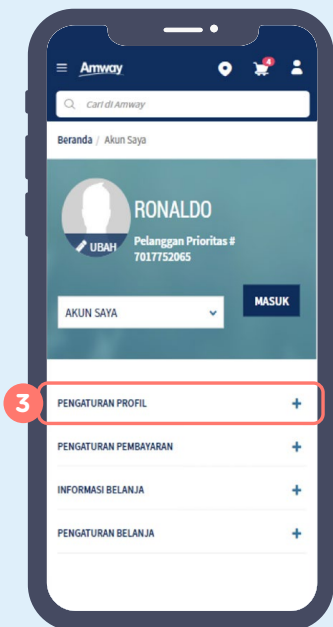 Amway
4
Cari di Amway
Beranda / Akun Saya
RONALDO
UBAH
Pelanggan Prioritas #
7017752065
AKUN SAYA
MASUK
3
PENGATURAN PROFIL +
PENGATURAN PEMBAYARAN +
INFORMASI BELANJA +
PENGATURAN BELANJA +